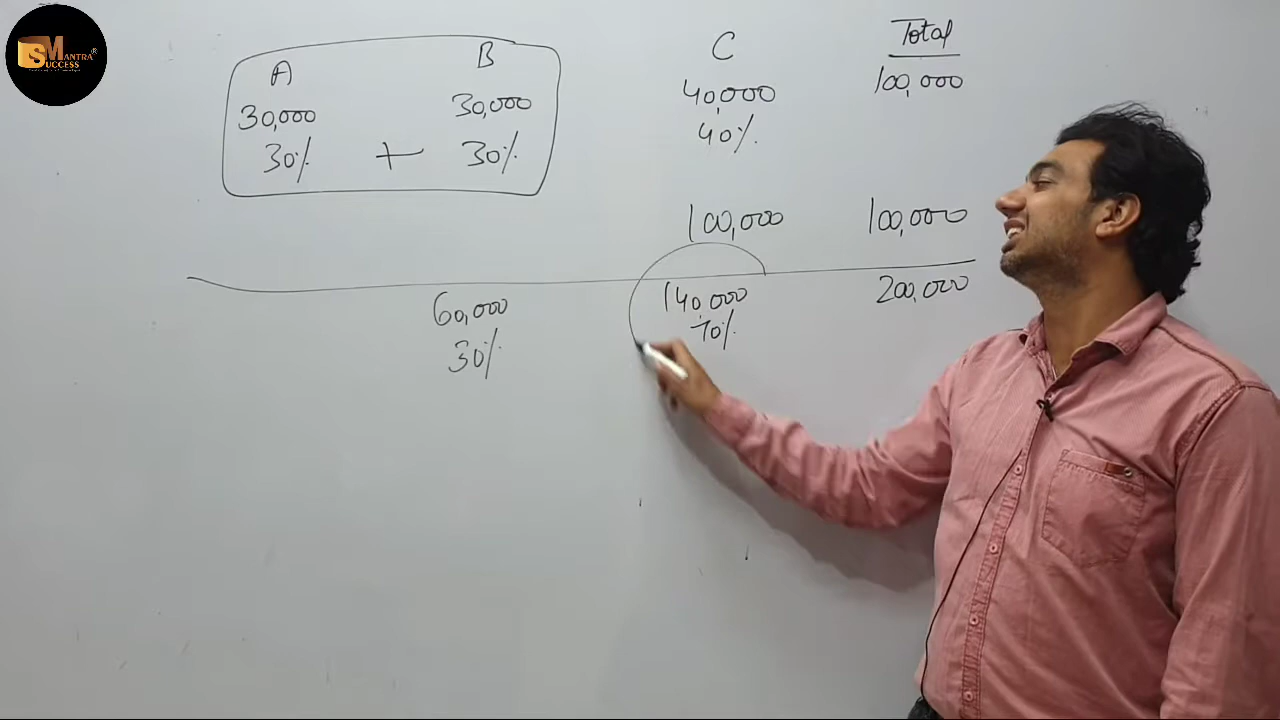 SMANTRA®
SUCCESS
A B C Total
30,000 30,000 40,000 100,000
30% + 30% 40%
100,000 100,000
60,000 140,000 200,000
30% 70%